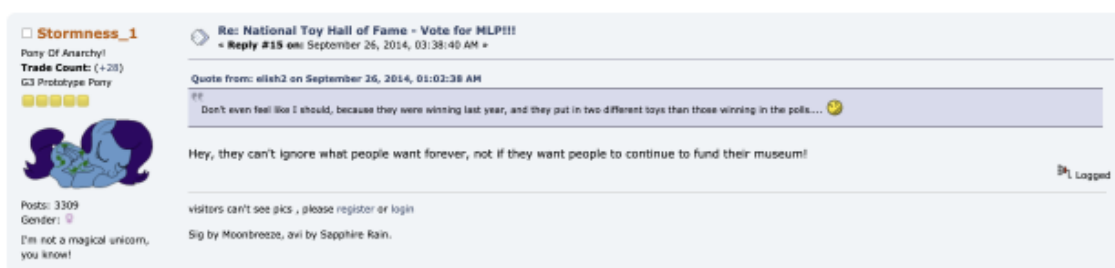 Stormness_1
Pony Of Anarchy!
Trade Count: (+28)
G3 Prototype Pony
Posts: 3309
Gender:
I'm not a magical unicorn,
you know!
Re: National Toy Hall of Fame - Vote for MLP!!!
« Reply #15 on: September 26, 2014, 03:38:40 AM »
Quote from: elish2 on September 26, 2014, 01:02:38 AM
Don't even feel like I should, because they were winning last year, and they put in two different toys than those winning in the polls....
Hey, they can't ignore what people want forever, not if they want people to continue to fund their museum!
Logged
visitors can't see pics , please register or login
Sig by Moonbreeze, avi by Sapphire Rain.